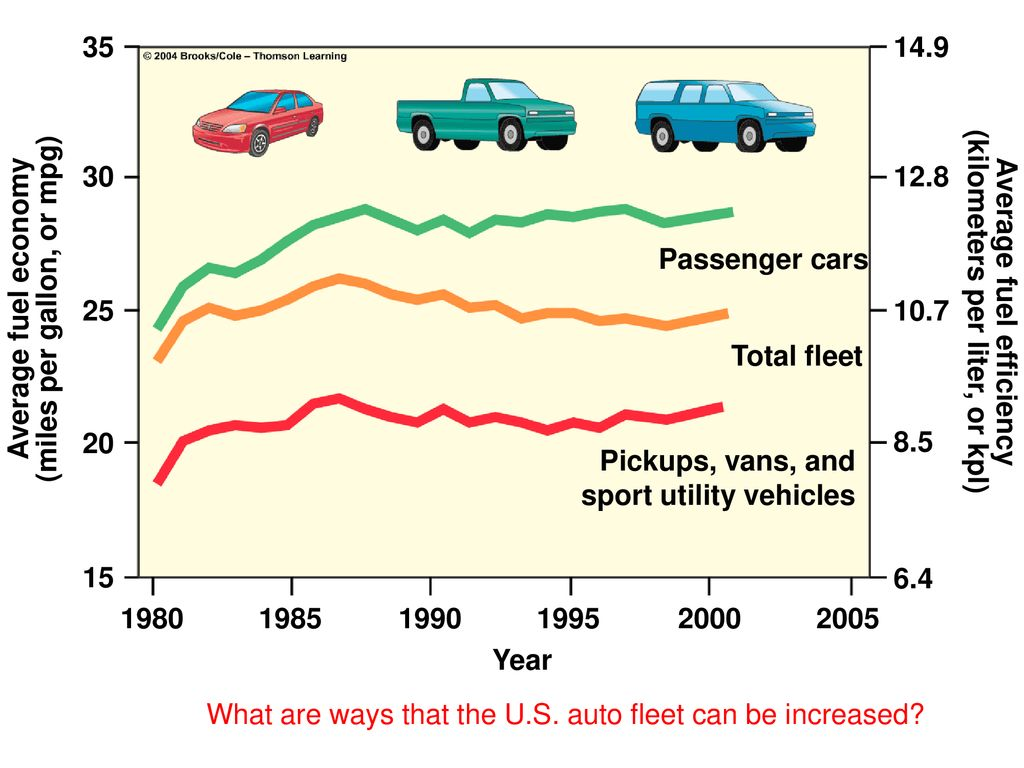 © 2004 Brooks/Cole – Thomson Learning
35
30
25
20
15
14.9
12.8
10.7
8.5
6.4
Average fuel economy
(miles per gallon, or mpg)
Average fuel efficiency
(kilometers per liter, or kpl)
Passenger cars
Total fleet
Pickups, vans, and
sport utility vehicles
1980 1985 1990 1995 2000 2005
Year
What are ways that the U.S. auto fleet can be increased?